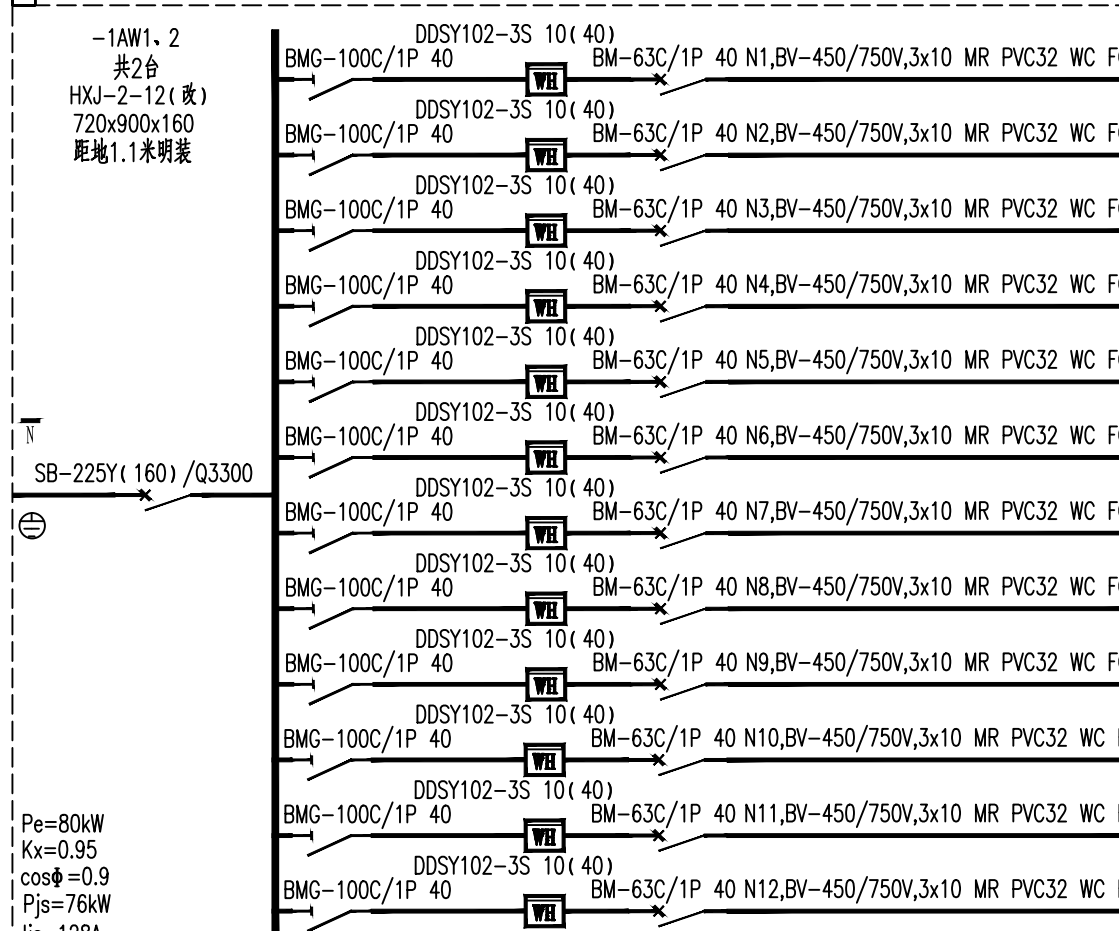 -1AW1、2
共2台
HXJ-2-12(改)
720x900x160
距地1.1米明装
DDSY102-3S 10(40)
BMG-100C/1P 40 WH BM-63C/1P 40 N1,BV-450/750V,3x10 MR PVC32 WC
DDSY102-3S 10(40)
BMG-100C/1P 40 WH BM-63C/1P 40 N2,BV-450/750V,3x10 MR PVC32 WC
DDSY102-3S 10(40)
BMG-100C/1P 40 WH BM-63C/1P 40 N3,BV-450/750V,3x10 MR PVC32 WC
DDSY102-3S 10(40)
BMG-100C/1P 40 WH BM-63C/1P 40 N4,BV-450/750V,3x10 MR PVC32 WC
DDSY102-3S 10(40)
BMG-100C/1P 40 WH BM-63C/1P 40 N5,BV-450/750V,3x10 MR PVC32 WC
DDSY102-3S 10(40)
BMG-100C/1P 40 WH BM-63C/1P 40 N6,BV-450/750V,3x10 MR PVC32 WC
DDSY102-3S 10(40)
BMG-100C/1P 40 WH BM-63C/1P 40 N7,BV-450/750V,3x10 MR PVC32 WC
DDSY102-3S 10(40)
BMG-100C/1P 40 WH BM-63C/1P 40 N8,BV-450/750V,3x10 MR PVC32 WC
DDSY102-3S 10(40)
BMG-100C/1P 40 WH BM-63C/1P 40 N9,BV-450/750V,3x10 MR PVC32 WC
DDSY102-3S 10(40)
BMG-100C/1P 40 WH BM-63C/1P 40 N10,BV-450/750V,3x10 MR PVC32 WC
DDSY102-3S 10(40)
BMG-100C/1P 40 WH BM-63C/1P 40 N11,BV-450/750V,3x10 MR PVC32 WC
DDSY102-3S 10(40)
BMG-100C/1P 40 WH BM-63C/1P 40 N12,BV-450/750V,3x10 MR PVC32 WC
N
SB-225Y(160)/Q3300
Pe=80kW
Kx=0.95
cosΦ=0.9
Pjs=76kW